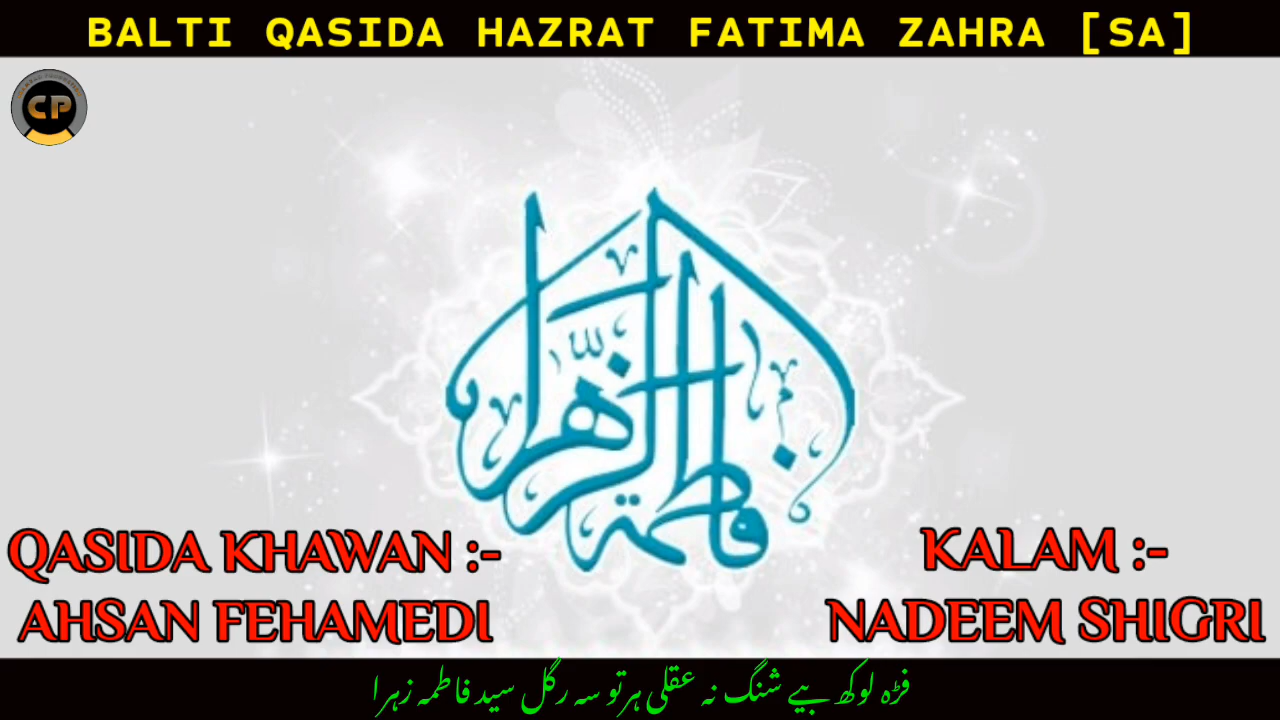 BALTI QASIDA HAZRAT FATIMA ZAHRA [SA]
CP
فاطمة الزهرا
QASIDA KHAWAN :-
AHSAN FEHAMEDI
KALAM :-
NADEEM SHIGRI
فڑہ لوکھ بیے شنگ نہ عقلی ہرتو سہ رگل سید فاطمہ زہرا